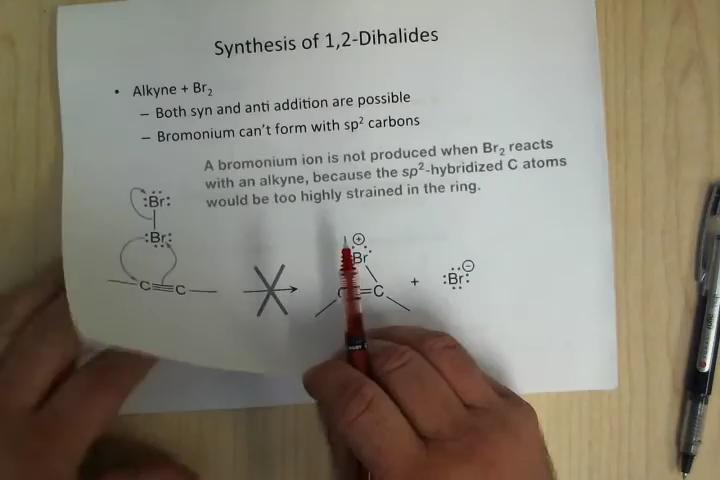 Synthesis of 1,2-Dihalides
• Alkyne + Br₂
– Both syn and anti addition are possible
– Bromonium can't form with sp² carbons
A bromonium ion is not produced when Br₂ reacts
with an alkyne, because the sp²-hybridized C atoms
would be too highly strained in the ring.
:Br:
:Br:
C≡C
Br
⊕
=C
+
:Br:
⊖